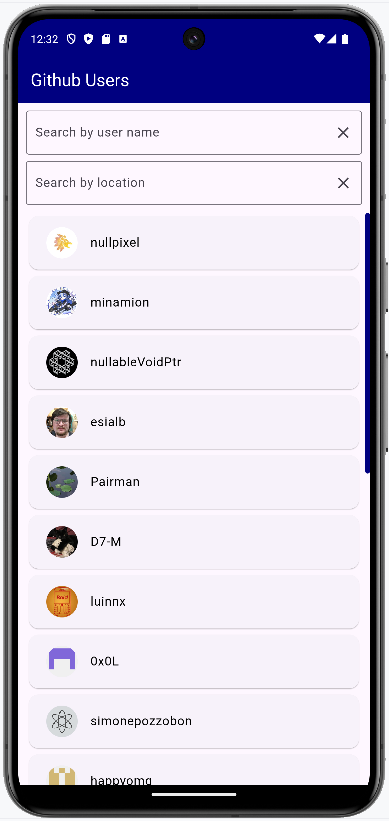 12:32
Github Users
Search by user name
Search by location
nullpixel
minamion
nullableVoidPtr
esialb
Pairman
D7-M
luinnx
0x0L
simonepozzobon
happyomg